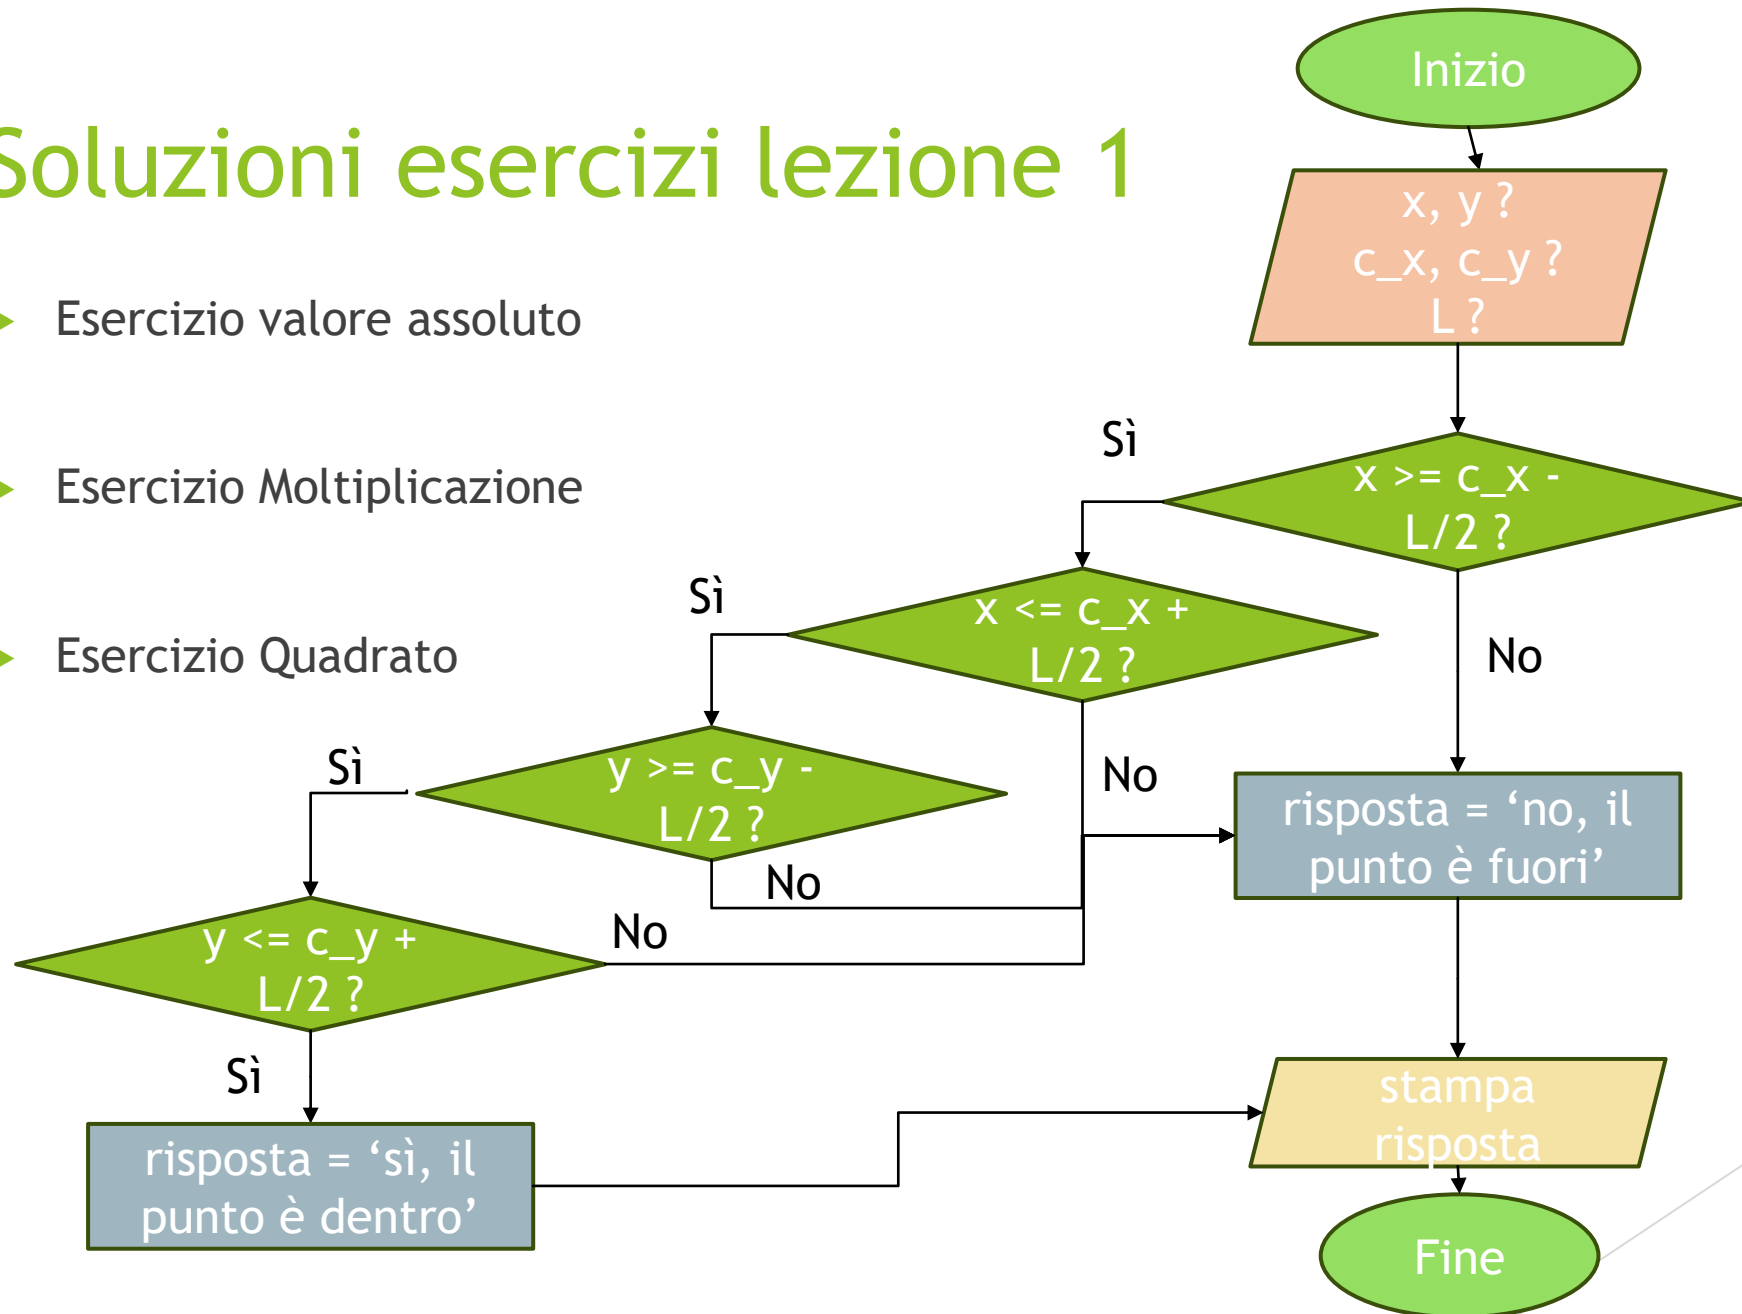 Soluzioni esercizi lezione 1
Esercizio valore assoluto
Esercizio Moltiplicazione
Esercizio Quadrato
Inizio
x, y ?
c_x, c_y ?
L ?
x >= c_x -
L/2 ?
Sì
No
x <= c_x +
L/2 ?
Sì
No
y >= c_y -
L/2 ?
Sì
No
y <= c_y +
L/2 ?
No
Sì
risposta = ‘no, il
punto è fuori’
risposta = ‘sì, il
punto è dentro’
stampa
risposta
Fine